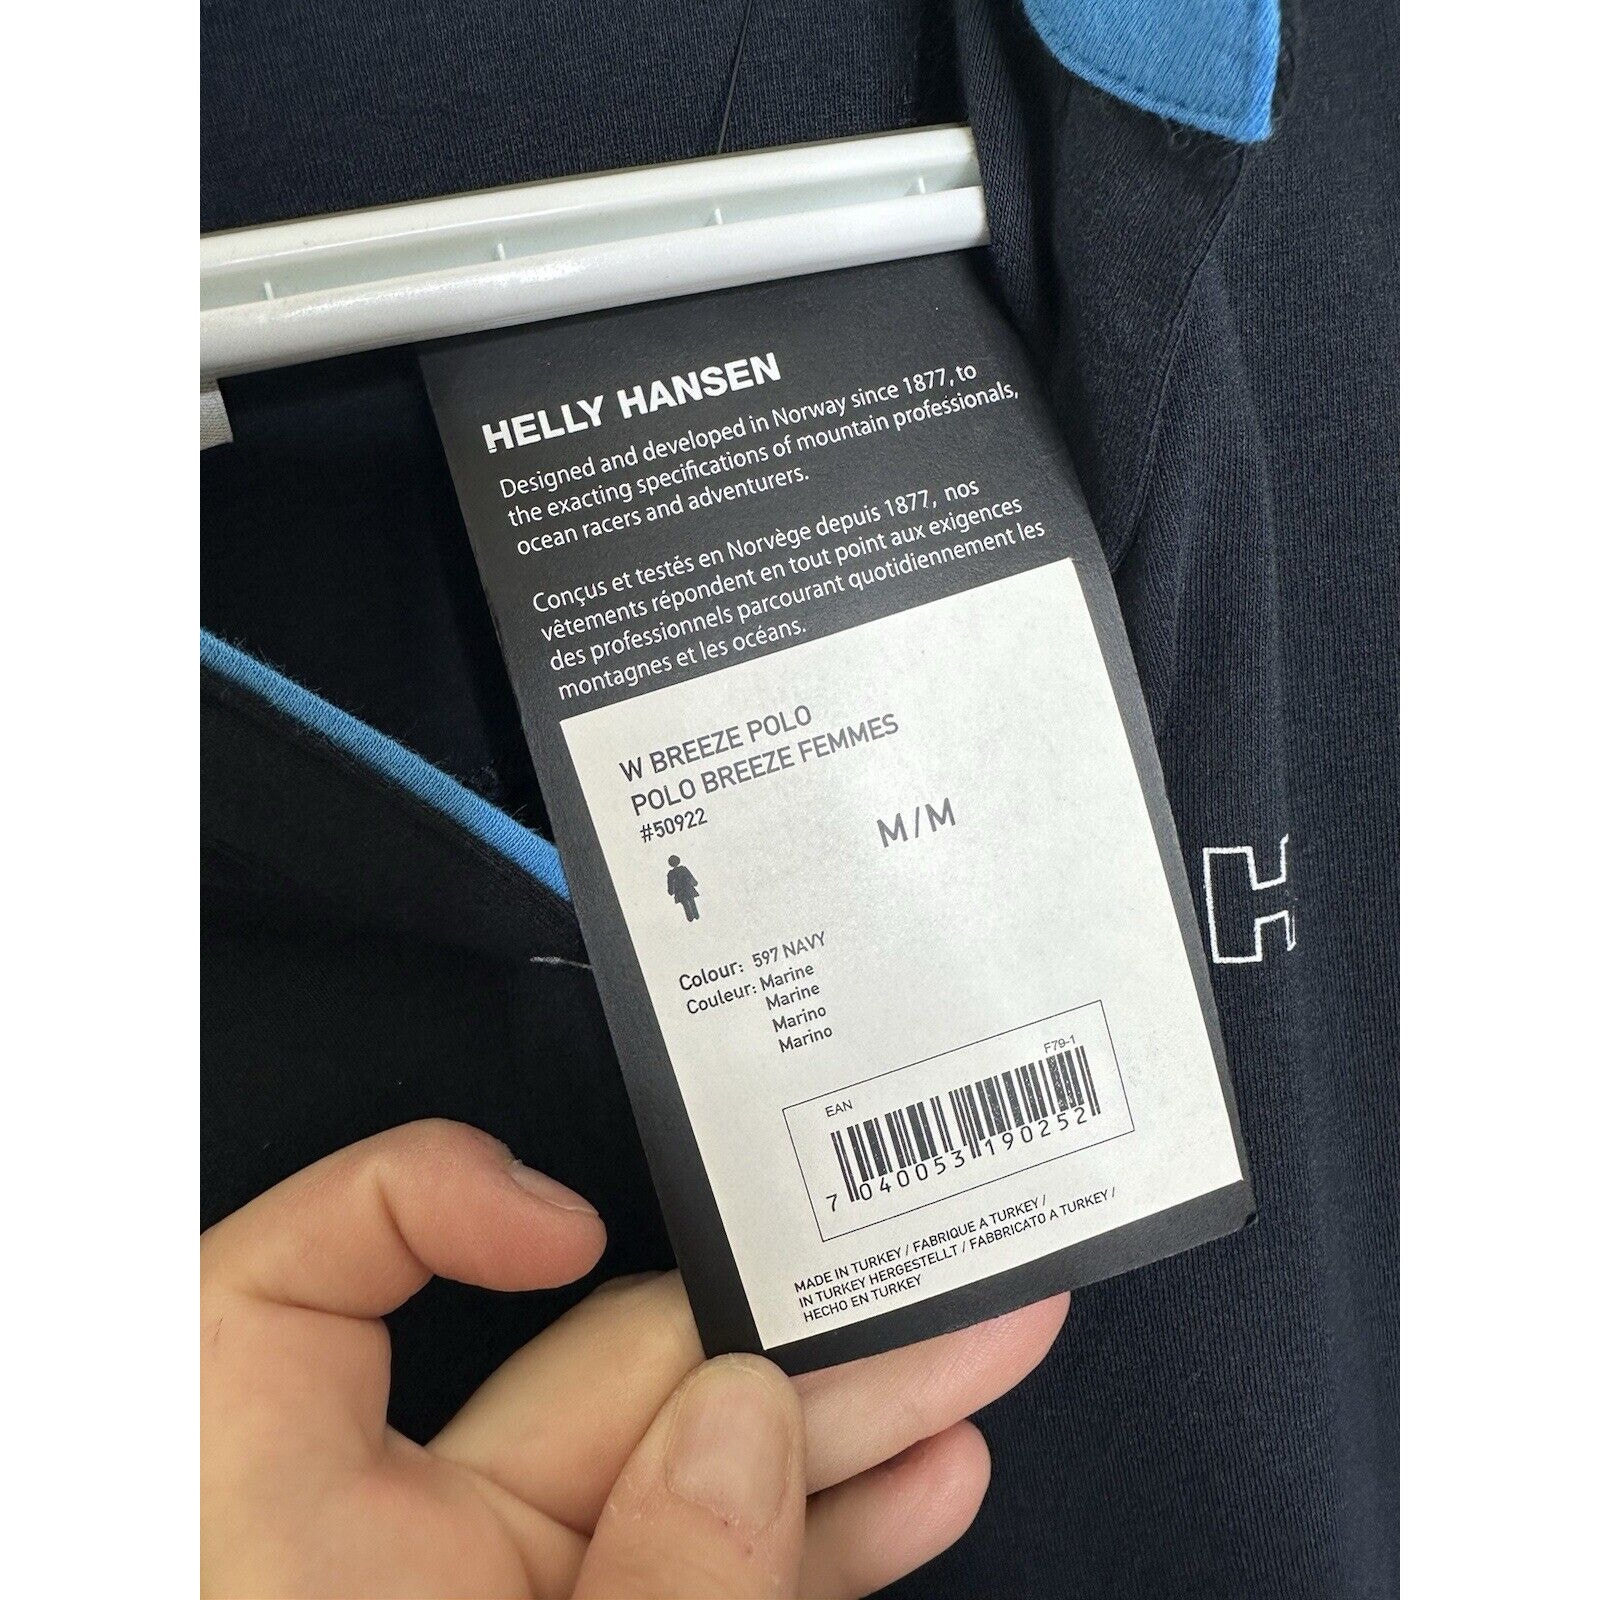 HELLY HANSEN
Designed and developed in Norway since 1877, to
the exacting specifications of mountain professionals,
ocean racers and adventurers.
Conçus et testés en Norvège depuis 1877, nos
vêtements répondent en tout point aux exigences
des professionnels parcourant quotidiennement les
montagnes et les océans.
W BREEZE POLO
POLO BREEZE FEMMES
#50922
M/M
Colour: 597 NAVY
Couleur: Marine
Marine
Marino
Marino
H
F79-1
EAN
7 040053 190252
MADE IN TURKEY / FABRIQUE A TURKEY /
IN TURKEY HERGESTELLT / FABBRICATO A TURKEY /
HECHO EN TURKEY